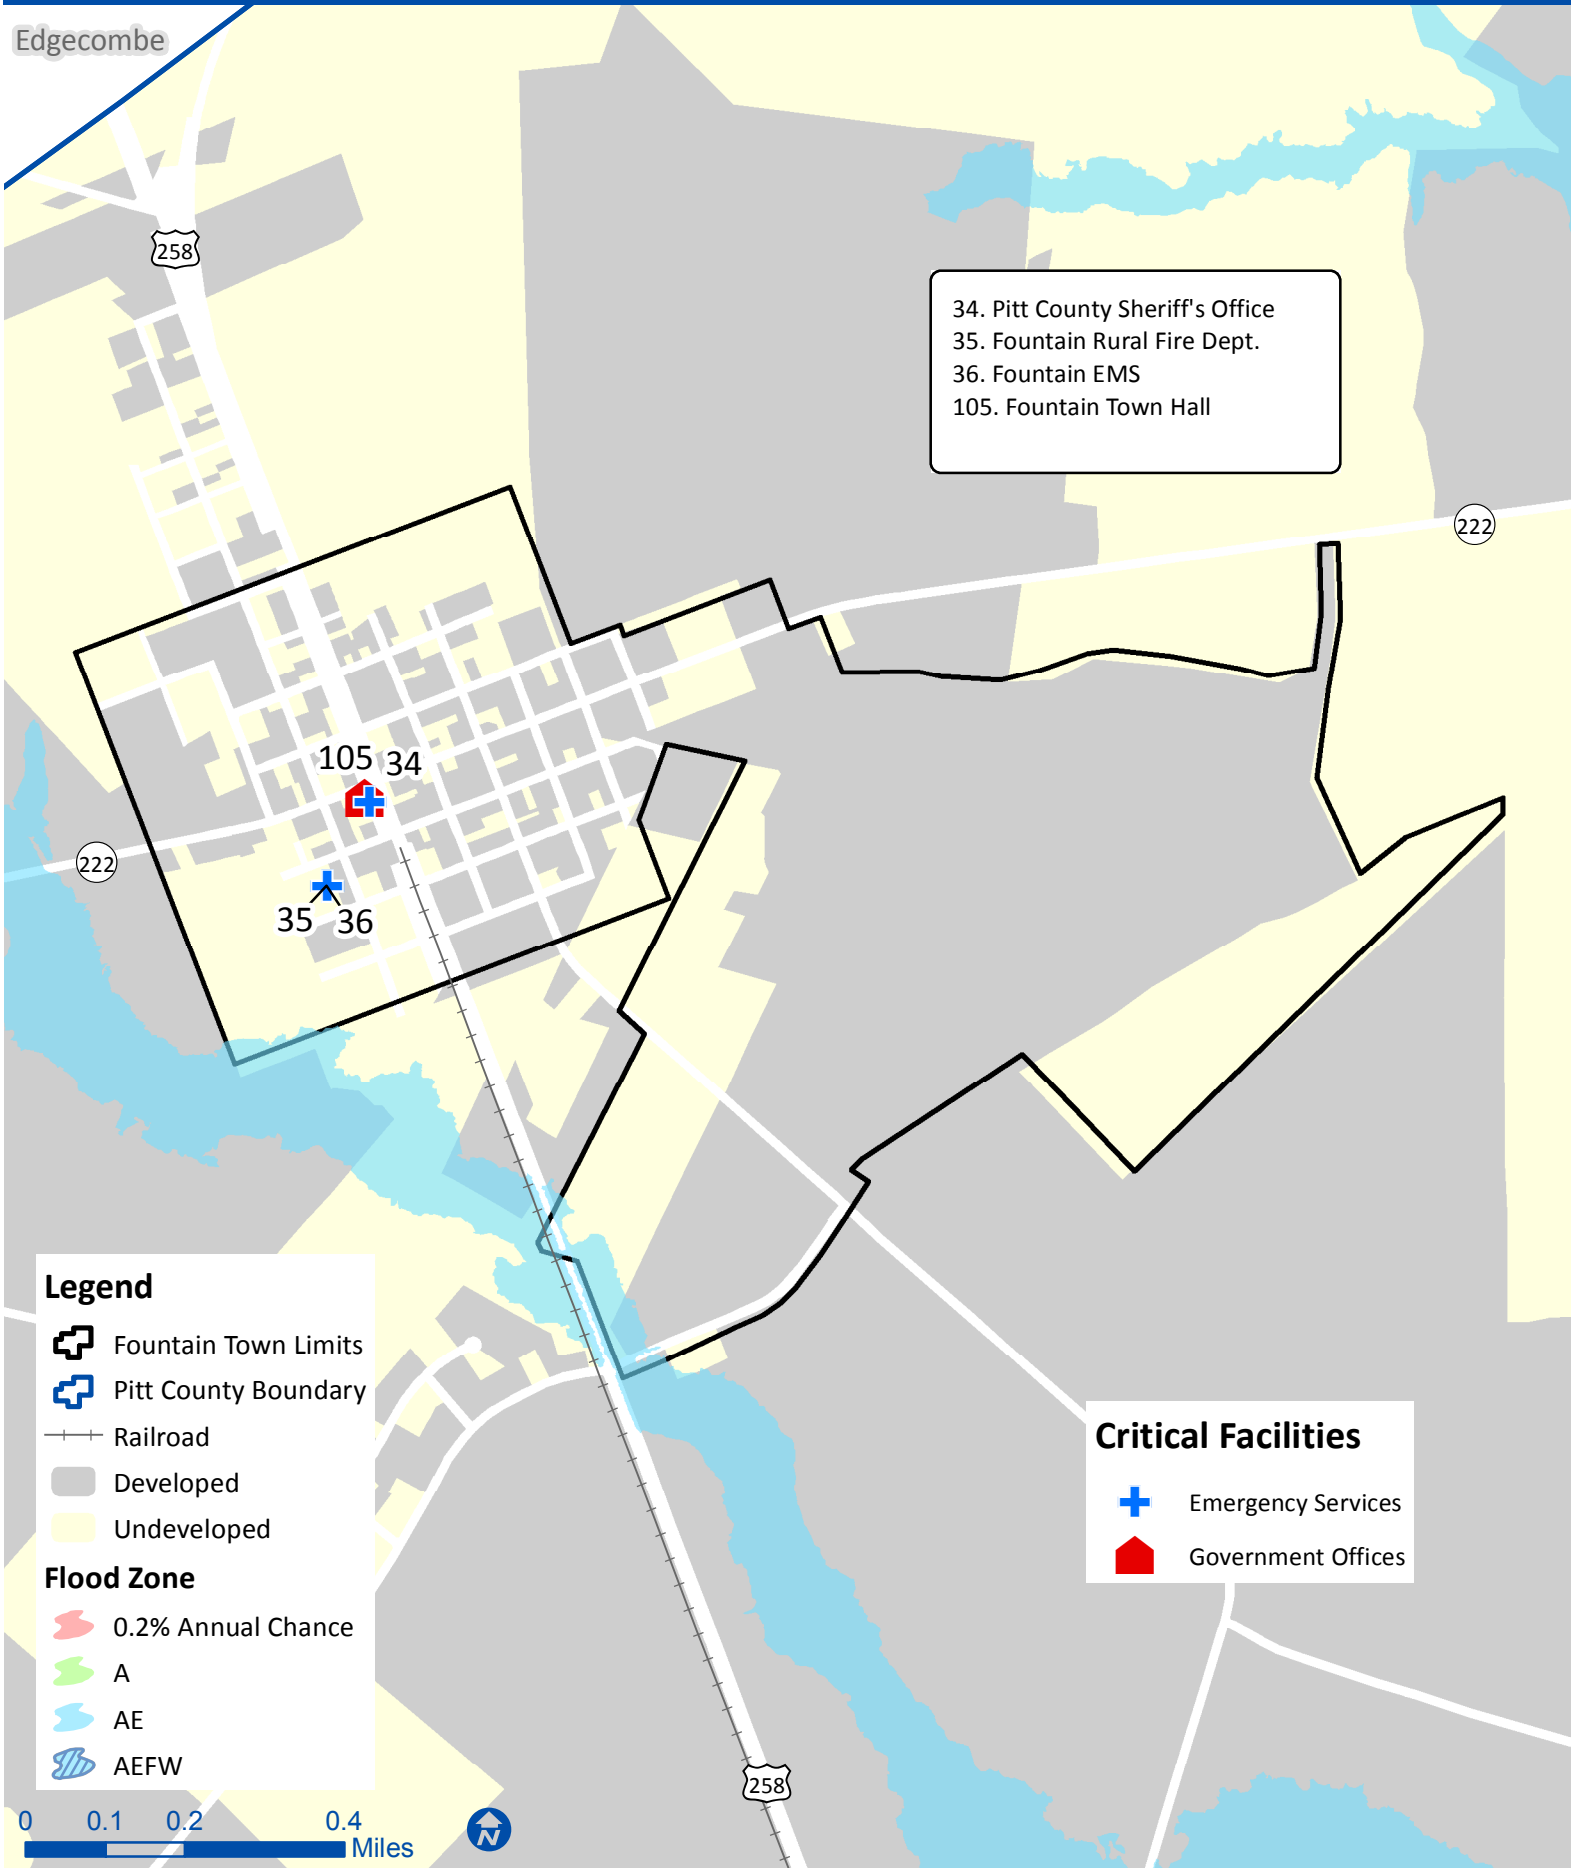 Edgecombe
258
34. Pitt County Sheriff's Office
35. Fountain Rural Fire Dept.
36. Fountain EMS
105. Fountain Town Hall
222
105
34
222
35
36
Legend
Fountain Town Limits
Pitt County Boundary
Railroad
Developed
Undeveloped
Flood Zone
0.2% Annual Chance
A
AE
AEFW
Critical Facilities
Emergency Services
Government Offices
258
0 0.1 0.2 0.4
Miles
N